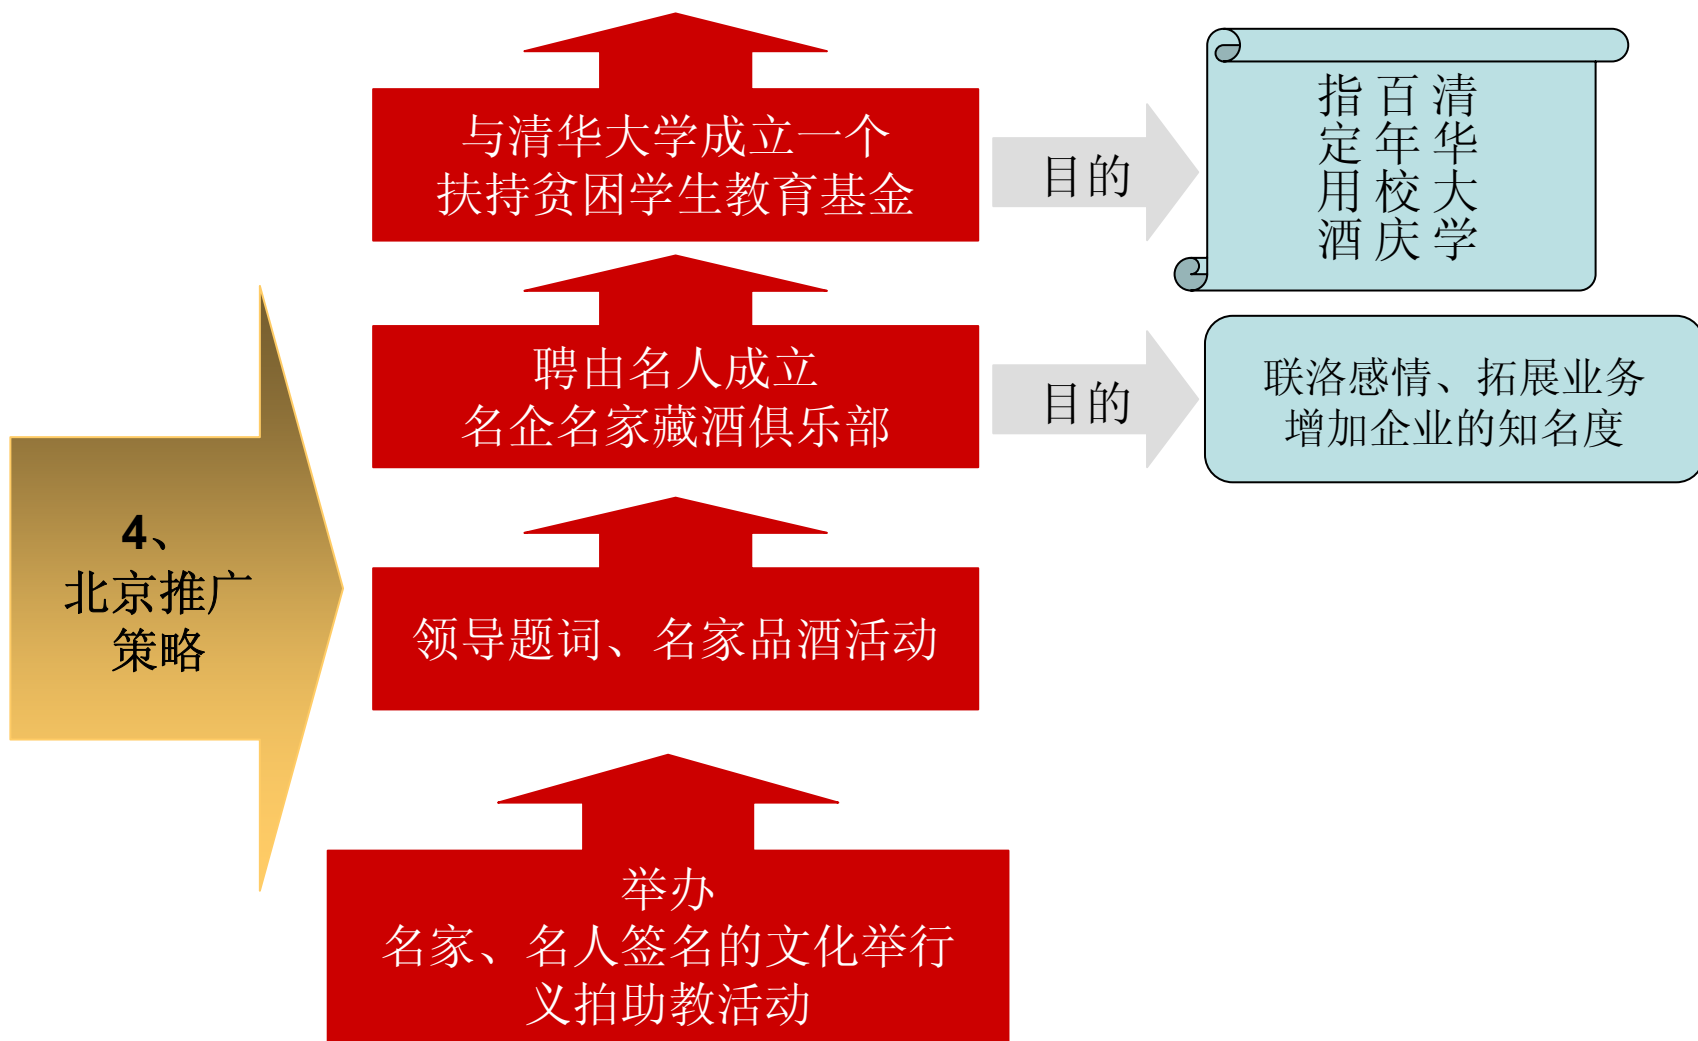 与清华大学成立一个
扶持贫困学生教育基金
目的
清华大学
百年校庆
指定用酒
聘由名人成立
名企名家藏酒俱乐部
目的
联洛感情、拓展业务
增加企业的知名度
4、
北京推广
策略
领导题词、名家品酒活动
举办
名家、名人签名的文化举行
义拍助教活动